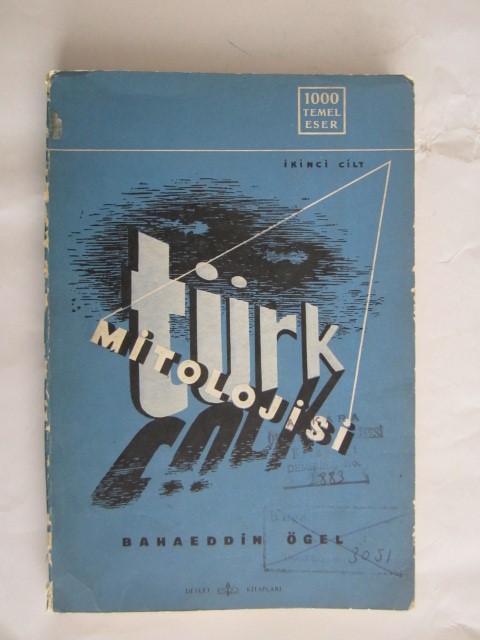 1000
TEMEL
ESER
İKİNCİ CİLT
türk
MİTOLOJİSİ
BAHAEDDİN ÖGEL
3051
DEVLET KİTAPLARI